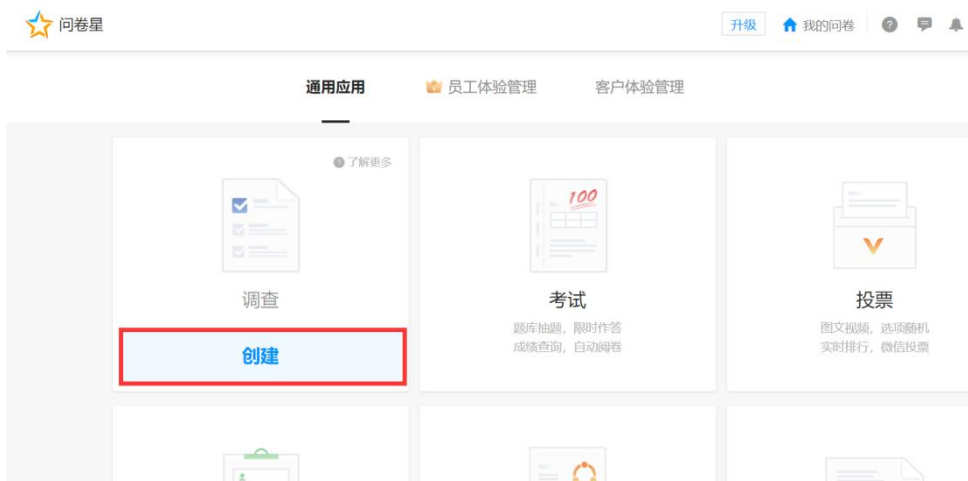 问卷星
升级 我的问卷
通用应用 员工体验管理 客户体验管理
了解更多
100
调查 考试 投票
创建
题库抽题，限时作答
成绩查询，自动阅卷
图文视频，选项随机
实时排行，微信投票